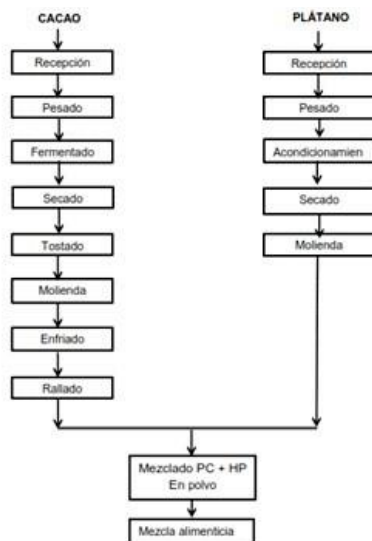 CACAO
Recepción
Pesado
Fermentado
Secado
Tostado
Molienda
Enfriado
Rallado
PLÁTANO
Recepción
Pesado
Acondicionamien
Secado
Molienda
Mezclado PC + HP
En polvo
Mezcla alimenticia